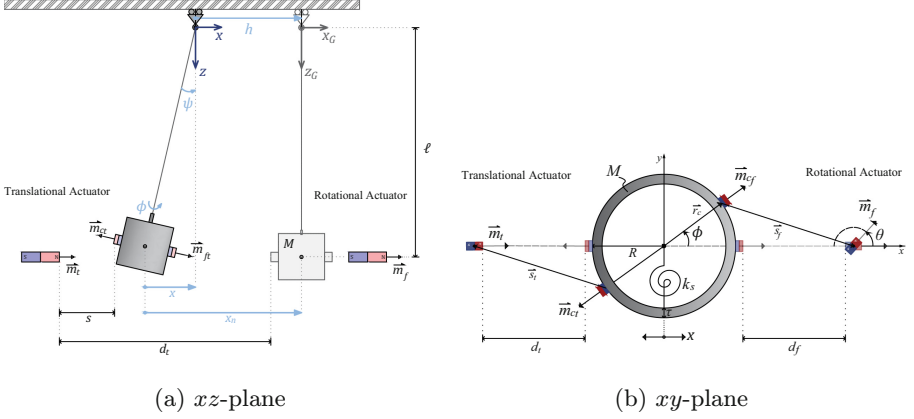 h
x
x_G
z
z_G
ψ
ℓ
Translational Actuator
Rotational Actuator
ϕ
m_ct
M
m_ft
m_t
m_f
s
x
x_n
d_t
(a) xz-plane
Translational Actuator
Rotational Actuator
y
M
m_cf
r_c
m_f
s_f
m_t
ϕ
θ
R
x
s_t
k_s
m_ct
τ
d_t
x
d_f
(b) xy-plane